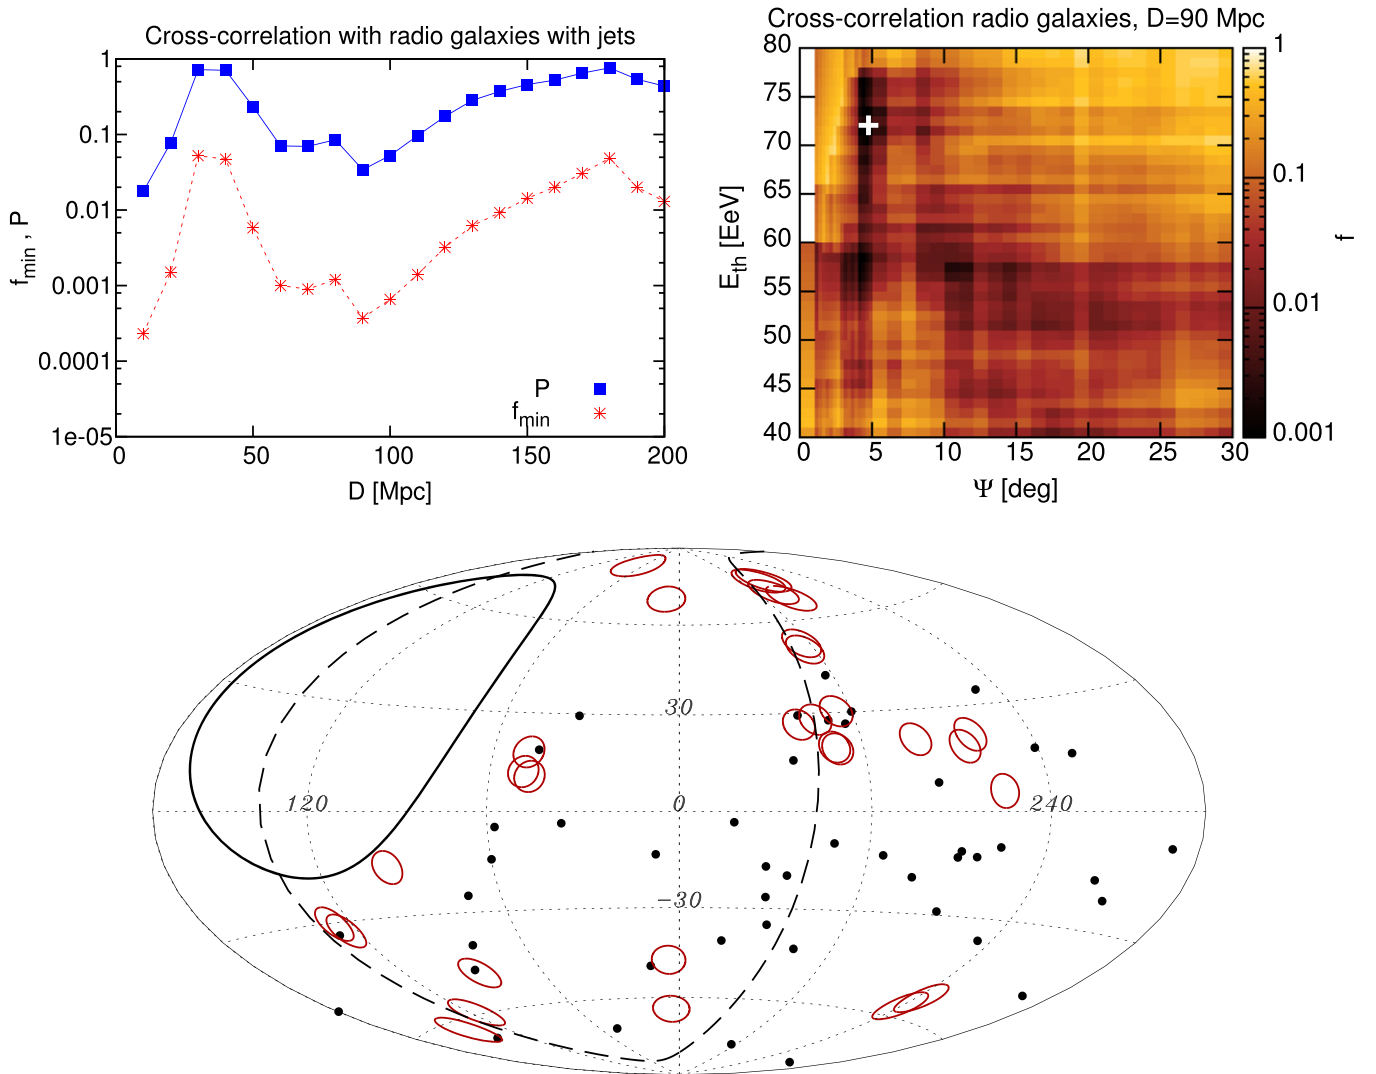 Cross-correlation with radio galaxies with jets
1
0.1
0.01
0.001
0.0001
1e-05
f_min , P
P
f_min
0 50 100 150 200
D [Mpc]
Cross-correlation radio galaxies, D=90 Mpc
80
75
70
65
60
55
50
45
40
E_th [EeV]
0 5 10 15 20 25 30
Ψ [deg]
1
0.1
0.01
0.001
f
30
120 0 240
−30